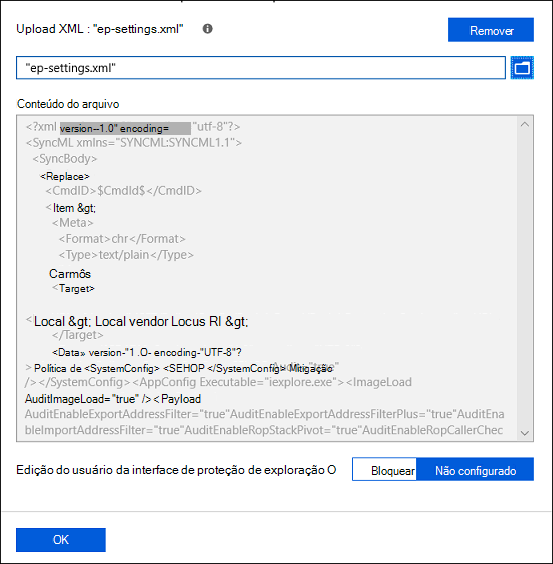 Upload XML : "ep-settings.xml"
Remover
"ep-settings.xml"
Conteúdo do arquivo
<?xml version--1.0" encoding= "utf-8"?>
<SyncML xmlns="SYNCML:SYNCML1.1">
<SyncBody>
<Replace>
<CmdID>$CmdId$</CmdID>
<Item &gt;
<Meta>
<Format>chr</Format>
<Type>text/plain</Type>
Carmôs
<Target>
<Local &gt; Local vendor Locus RI &gt;
</Target>
<Data» version-"1 .O- encoding-"UTF-8"?
> Política de <SystemConfig> <SEHOP </SystemConfig> Mitigação
/></SystemConfig><AppConfig Executable="iexplore.exe"><ImageLoad
AuditImageLoad="true" /><Payload
AuditEnableExportAddressFilter="true"AuditEnableExportAddressFilterPlus="true"AuditEna
bleImportAddressFilter="true"AuditEnableRopStackPivot="true"AuditEnableRopCallerChec
Edição do usuário da interface de proteção de exploração O
Bloquear
Não configurado
OK